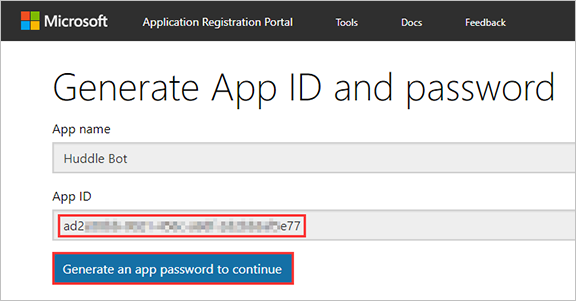 Microsoft Application Registration Portal Tools Docs Feedback
Generate App ID and password
App name
Huddle Bot
App ID
ad2 e77
Generate an app password to continue